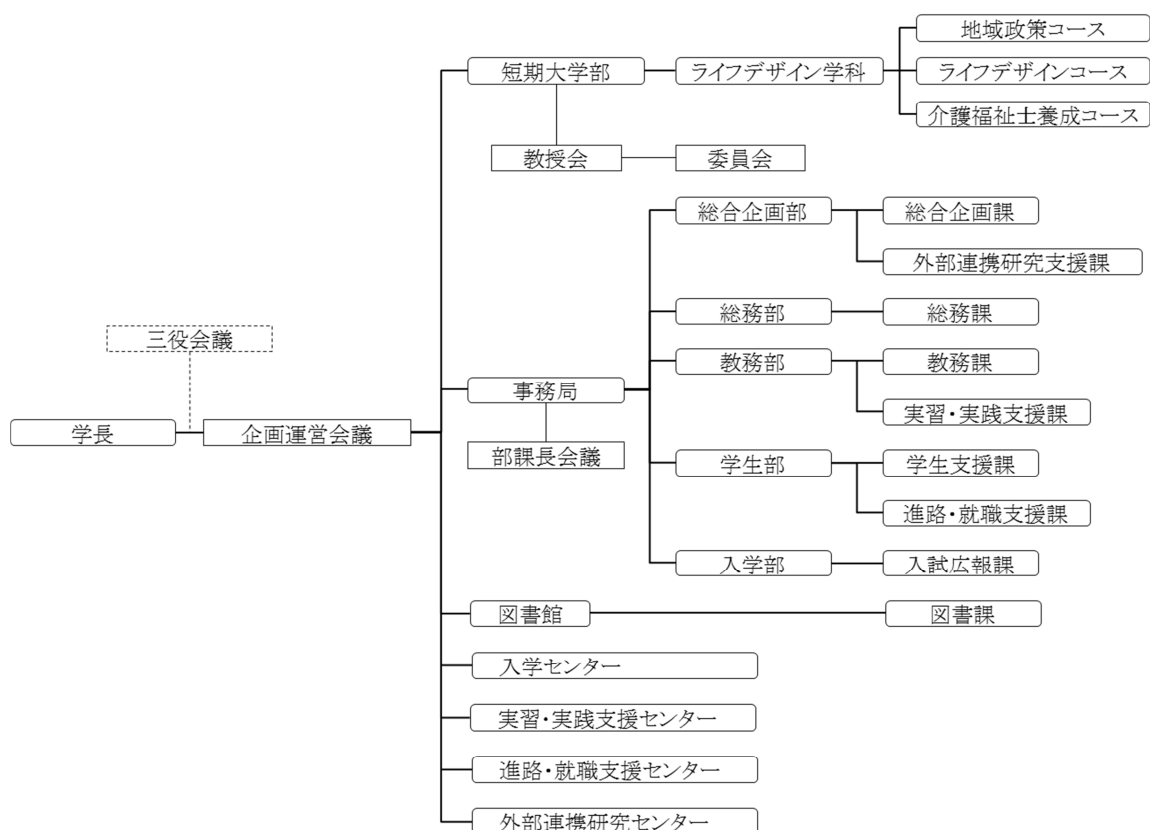 地域政策コース
短期大学部
ライフデザイン学科
ライフデザインコース
介護福祉士養成コース
教授会
委員会
総合企画部
総合企画課
外部連携研究支援課
総務部
総務課
三役会議
教務部
教務課
事務局
実習・実践支援課
学長
企画運営会議
部課長会議
学生部
学生支援課
進路・就職支援課
入学部
入試広報課
図書館
図書課
入学センター
実習・実践支援センター
進路・就職支援センター
外部連携研究センター